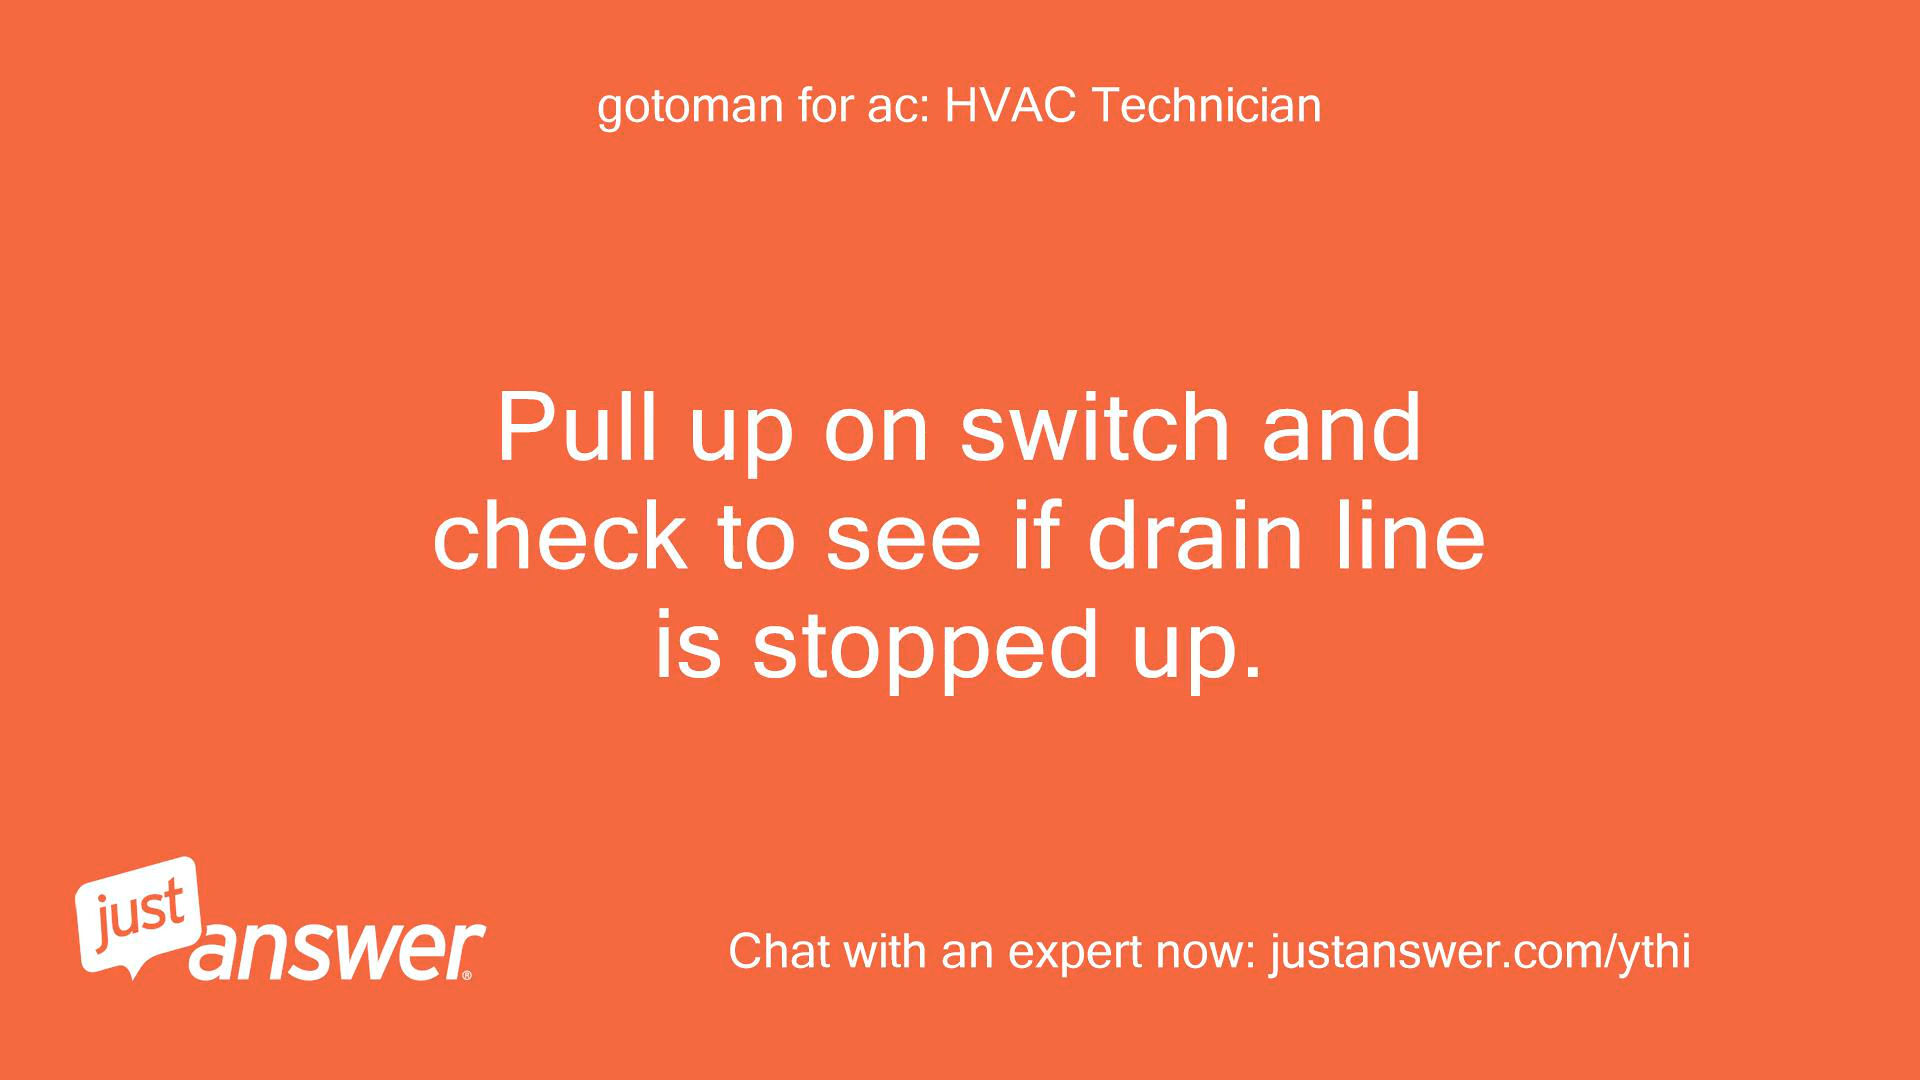 gotoman for ac: HVAC Technician
Pull up on switch and
check to see if drain line
is stopped up.
just
answer®
Chat with an expert now: justanswer.com/ythi